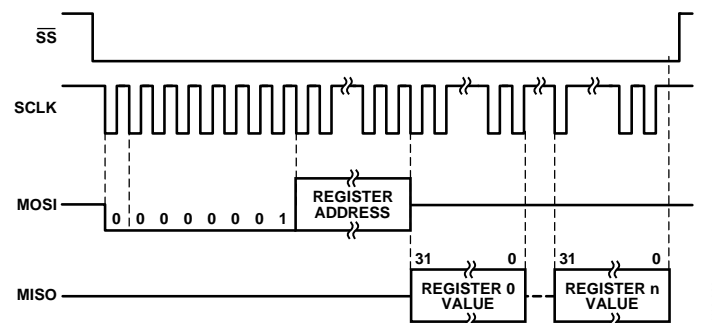 SS
SCLK
MOSI
0 0 0 0 0 0 0 1
REGISTER
ADDRESS
31 0 31 0
MISO
REGISTER 0
VALUE
REGISTER n
VALUE